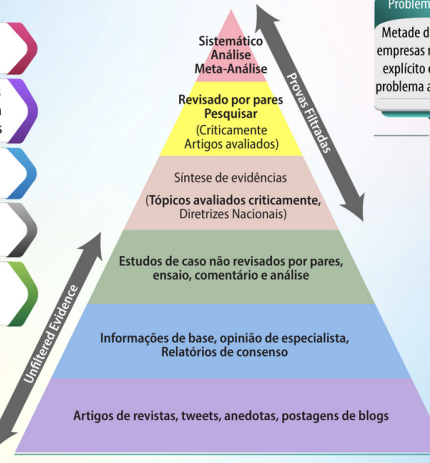 Problem
Metade d
empresas
explícito
problema a
Sistemático
Análise
Meta-Análise
Revisado por pares
Pesquisar
(Criticamente
Artigos avaliados)
Síntese de evidências
(Tópicos avaliados criticamente,
Diretrizes Nacionais)
Estudos de caso não revisados por pares,
ensaio, comentário e análise
Informações de base, opinião de especialista,
Relatórios de consenso
Artigos de revistas, tweets, anedotas, postagens de blogs
Provas Filtradas
Unfiltered Evidence